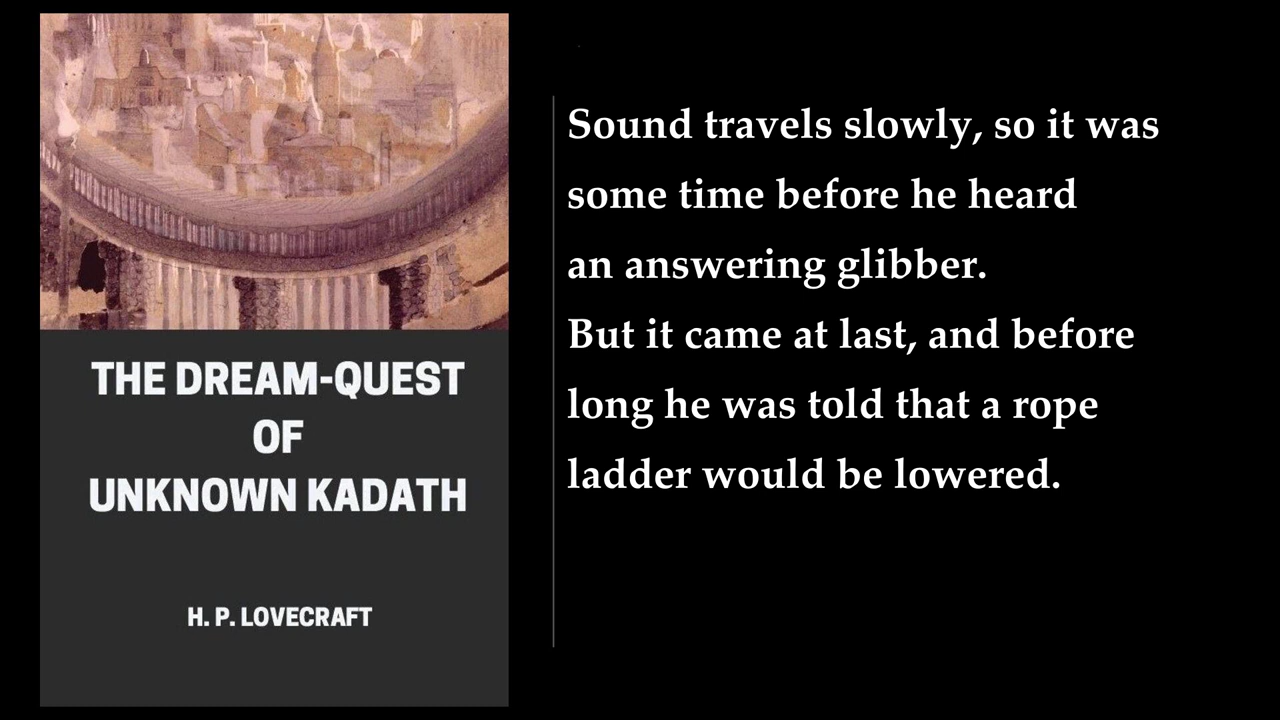 THE DREAM-QUEST
OF
UNKNOWN KADATH
H. P. LOVECRAFT
Sound travels slowly, so it was
some time before he heard
an answering glibber.
But it came at last, and before
long he was told that a rope
ladder would be lowered.